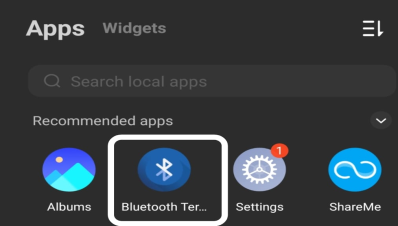 Apps Widgets
Search local apps
Recommended apps
1
Albums Bluetooth Ter... Settings ShareMe